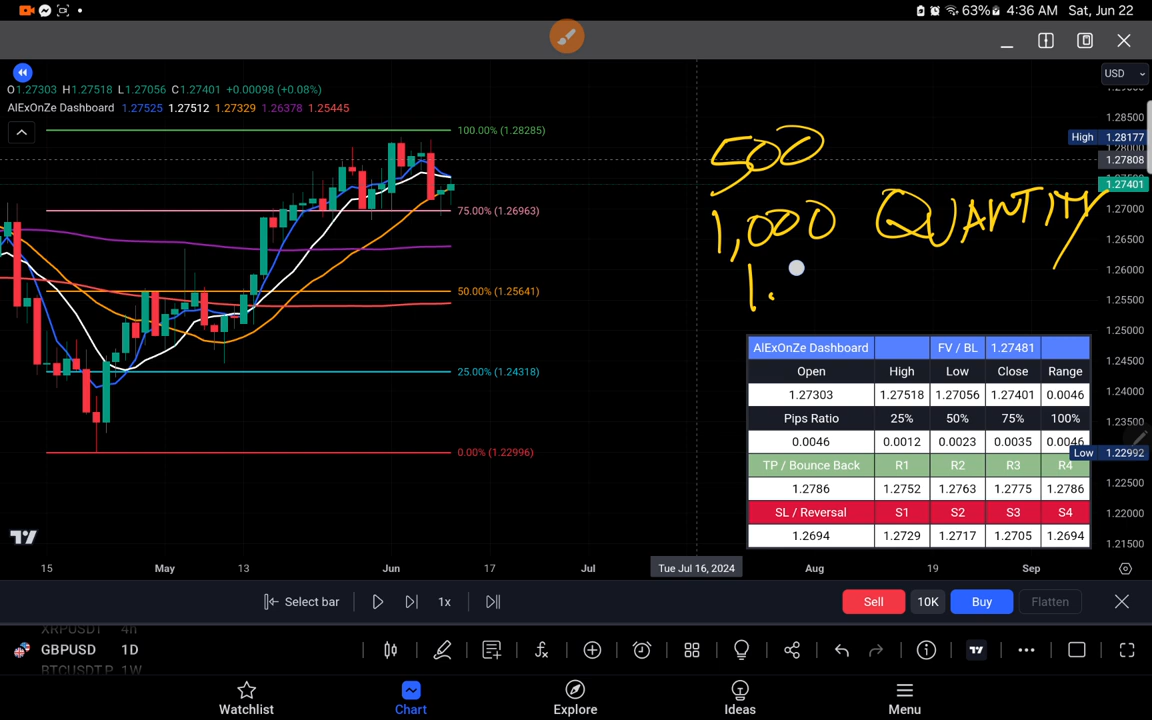 4:36 AM Sat, Jun 22
63%
USD
O1.27303 H1.27518 L1.27056 C1.27401 +0.00098 (+0.08%)
AlExOnZe Dashboard 1.27525 1.27512 1.27329 1.26378 1.25445
100.00% (1.28285)
75.00% (1.26963)
50.00% (1.25641)
25.00% (1.24318)
0.00% (1.22996)
500
1,000 QUANTITY
1.
1.28500
High 1.28177
1.28000
1.27808
1.27401
1.27000
1.26500
1.26000
1.25500
1.25000
1.24500
1.24000
1.23500
Low 1.22992
1.22500
1.22000
1.21500
AlExOnZe Dashboard FV / BL 1.27481
Open High Low Close Range
1.27303 1.27518 1.27056 1.27401 0.0046
Pips Ratio 25% 50% 75% 100%
0.0046 0.0012 0.0023 0.0035 0.0046
TP / Bounce Back R1 R2 R3 R4
1.2786 1.2752 1.2763 1.2775 1.2786
SL / Reversal S1 S2 S3 S4
1.2694 1.2729 1.2717 1.2705 1.2694
15 May 13 Jun 17 Jul Tue Jul 16, 2024 Aug 19 Sep
Select bar 1x Sell 10K Buy Flatten
XRPUSDT 4h
GBPUSD 1D
BTCUSDT.P 1W
Watchlist Chart Explore Ideas Menu